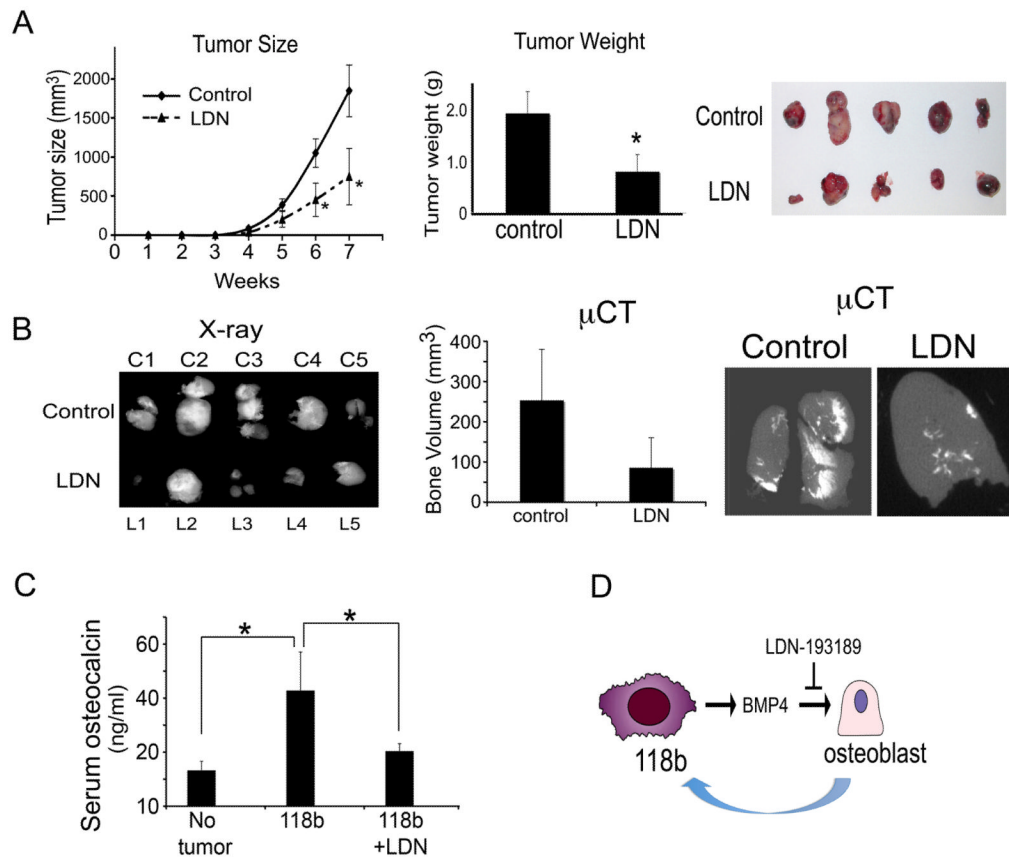 A
Tumor Size
Tumor size (mm³)
2000
1500
1000
500
0
Control
LDN
*
*
0 1 2 3 4 5 6 7
Weeks
Tumor Weight
Tumor weight (g)
2.0
1.0
0
*
control LDN
Control
LDN
B
X-ray
C1 C2 C3 C4 C5
Control
LDN
L1 L2 L3 L4 L5
μCT
Bone Volume (mm³)
400
300
200
100
0
control LDN
μCT
Control LDN
C
Serum osteocalcin
(ng/ml)
60
40
20
10
* *
No 118b 118b
tumor +LDN
D
LDN-193189
BMP4
118b
osteoblast